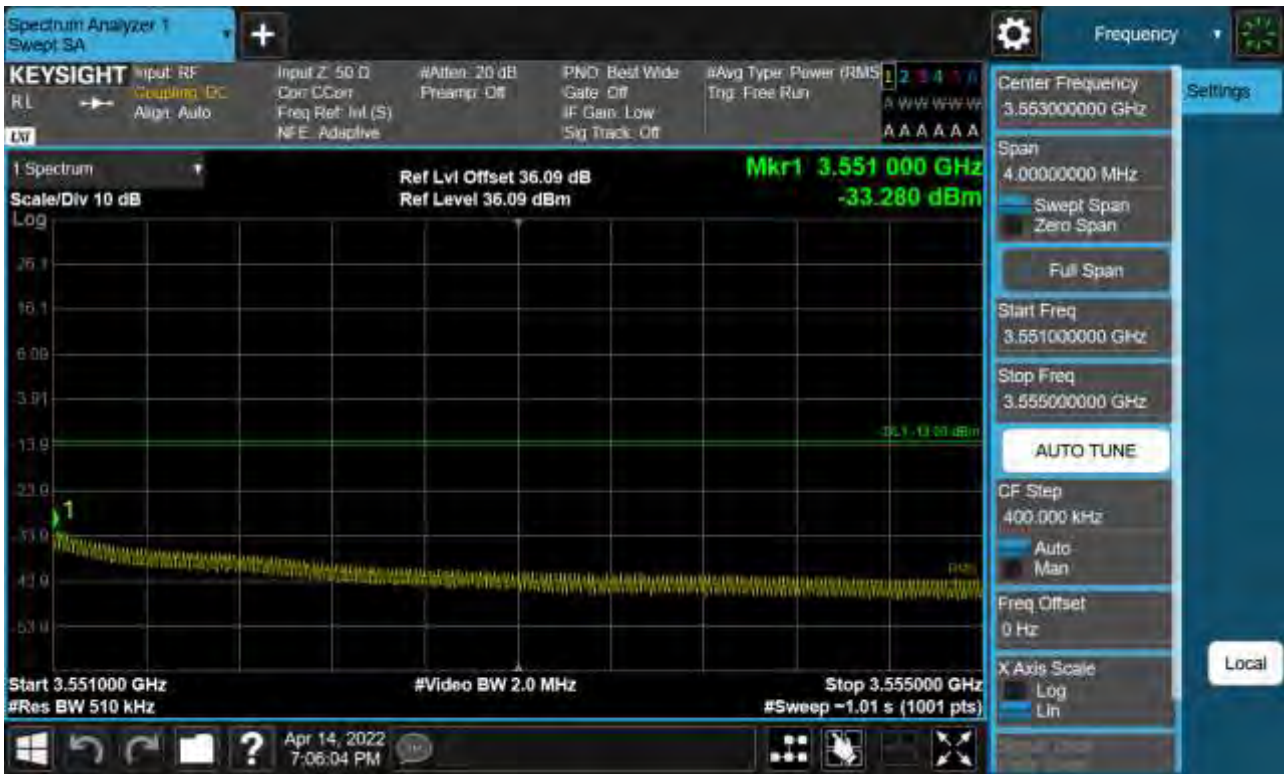 Spectrum Analyzer 1
Swept SA
+
Frequency
KEYSIGHT
Input: RF
Coupling: DC
Align: Auto
RL
LXI
Input Z: 50 Ω
Corr CCorr
Freq Ref: Int (S)
NFE: Adaptive
#Atten: 20 dB
Preamp: Off
PNO: Best Wide
Gate: Off
IF Gain: Low
Sig Track: Off
#Avg Type: Power (RMS
Trig: Free Run
1 2 3 4 5 6
A W W W W W
A A A A A A
1 Spectrum
Scale/Div 10 dB
Log
Ref Lvl Offset 36.09 dB
Ref Level 36.09 dBm
Mkr1 3.551 000 GHz
-33.280 dBm
26.1
16.1
6.09
-3.91
-13.9
-23.9
-33.9
-43.9
-53.9
DL1 -13.00 dBm
1
RMS
Start 3.551000 GHz
#Res BW 510 kHz
#Video BW 2.0 MHz
Stop 3.555000 GHz
#Sweep ~1.01 s (1001 pts)
Center Frequency
3.553000000 GHz
Settings
Span
4.00000000 MHz
Swept Span
Zero Span
Full Span
Start Freq
3.551000000 GHz
Stop Freq
3.555000000 GHz
AUTO TUNE
CF Step
400.000 kHz
Auto
Man
Freq Offset
0 Hz
X Axis Scale
Log
Lin
Local
?
Apr 14, 2022
7:06:04 PM